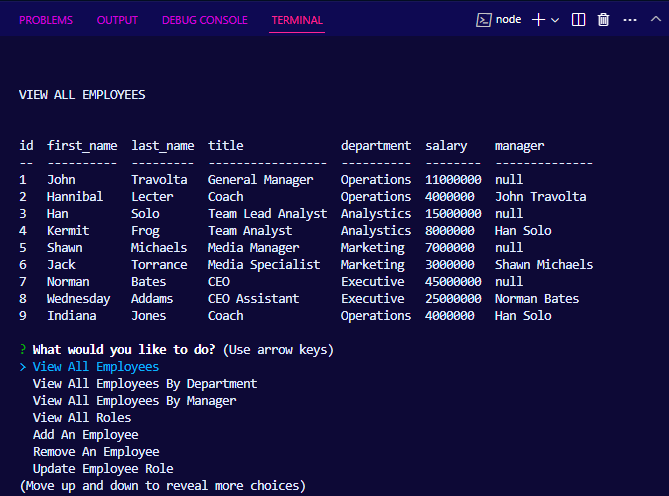 PROBLEMS OUTPUT DEBUG CONSOLE TERMINAL node
VIEW ALL EMPLOYEES
id first_name last_name title department salary manager
-- ---------- --------- ----------------- ---------- -------- --------------
1 John Travolta General Manager Operations 11000000 null
2 Hannibal Lecter Coach Operations 4000000 John Travolta
3 Han Solo Team Lead Analyst Analystics 15000000 null
4 Kermit Frog Team Analyst Analystics 8000000 Han Solo
5 Shawn Michaels Media Manager Marketing 7000000 null
6 Jack Torrance Media Specialist Marketing 3000000 Shawn Michaels
7 Norman Bates CEO Executive 45000000 null
8 Wednesday Addams CEO Assistant Executive 25000000 Norman Bates
9 Indiana Jones Coach Operations 4000000 Han Solo
? What would you like to do? (Use arrow keys)
> View All Employees
View All Employees By Department
View All Employees By Manager
View All Roles
Add An Employee
Remove An Employee
Update Employee Role
(Move up and down to reveal more choices)